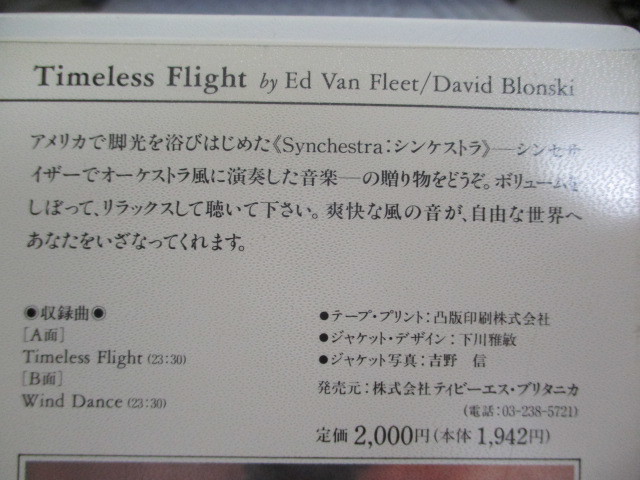 Timeless Flight by Ed Van Fleet/David Blonski
アメリカで脚光を浴びはじめた《Synchestra:シンケストラ》—シンセサ
イザーでオーケストラ風に演奏した音楽—の贈り物をどうぞ。ボリュームを
しぼって、リラックスして聴いて下さい。爽快な風の音が、自由な世界へ
あなたをいざなってくれます。
◉収録曲◉
[A面]
Timeless Flight (23:30)
[B面]
Wind Dance (23:30)
●テープ・プリント:凸版印刷株式会社
●ジャケット・デザイン:下川雅敏
●ジャケット写真:吉野 信
発売元:株式会社ティビーエス・ブリタニカ
(電話:03-238-5721)
定価 2,000円(本体 1,942円)